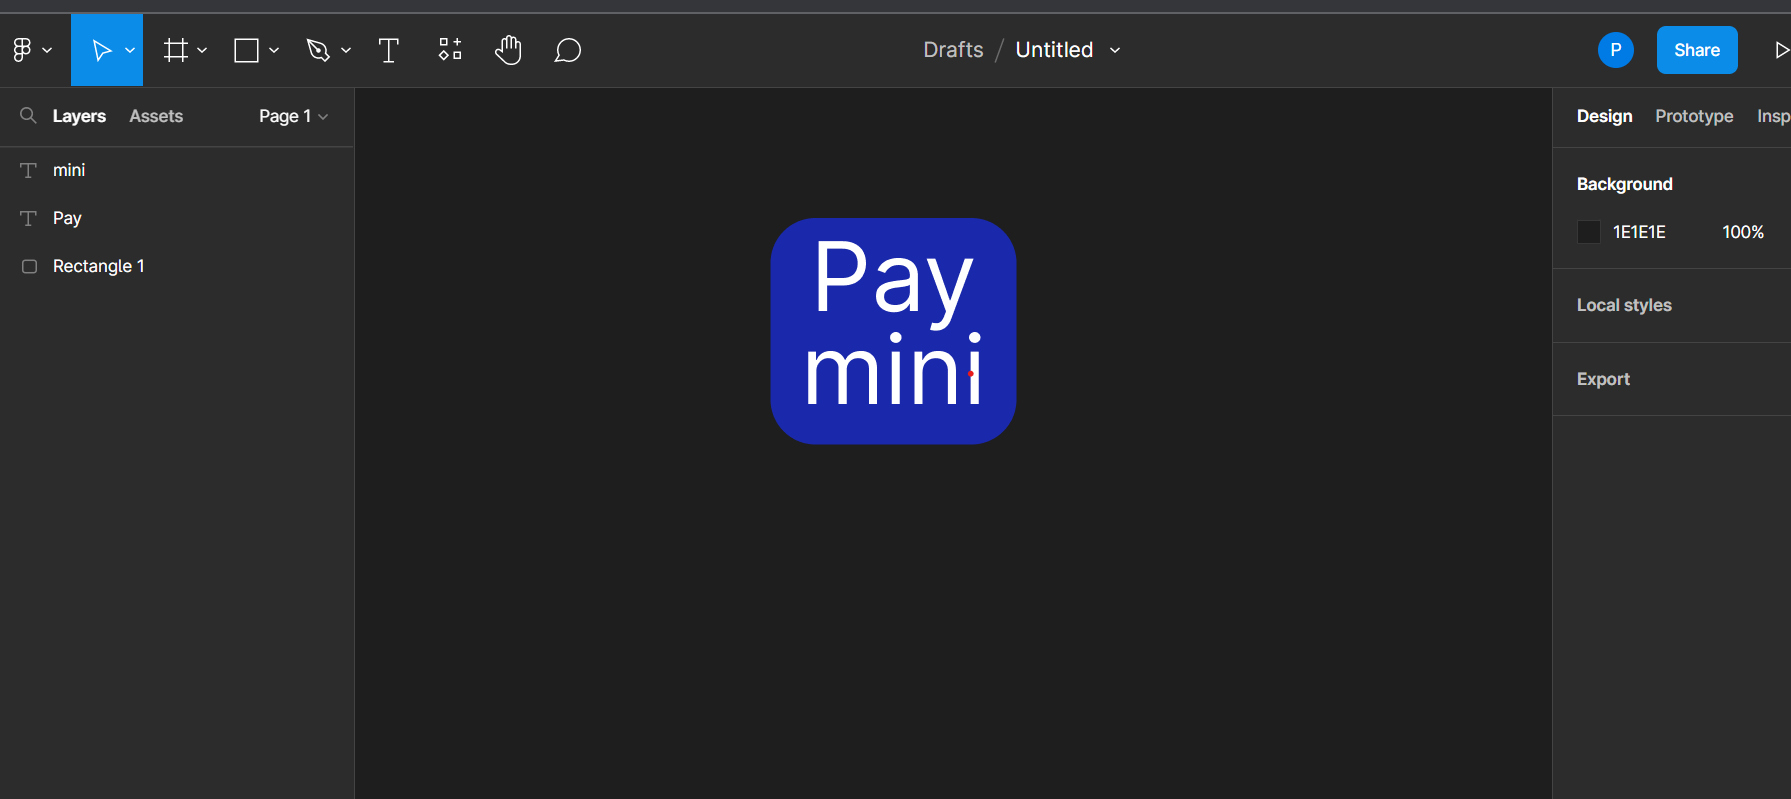 Drafts / Untitled
P
Share
Layers Assets Page 1
mini
Pay
Rectangle 1
Pay
mini
Design Prototype Insp
Background
1E1E1E 100%
Local styles
Export